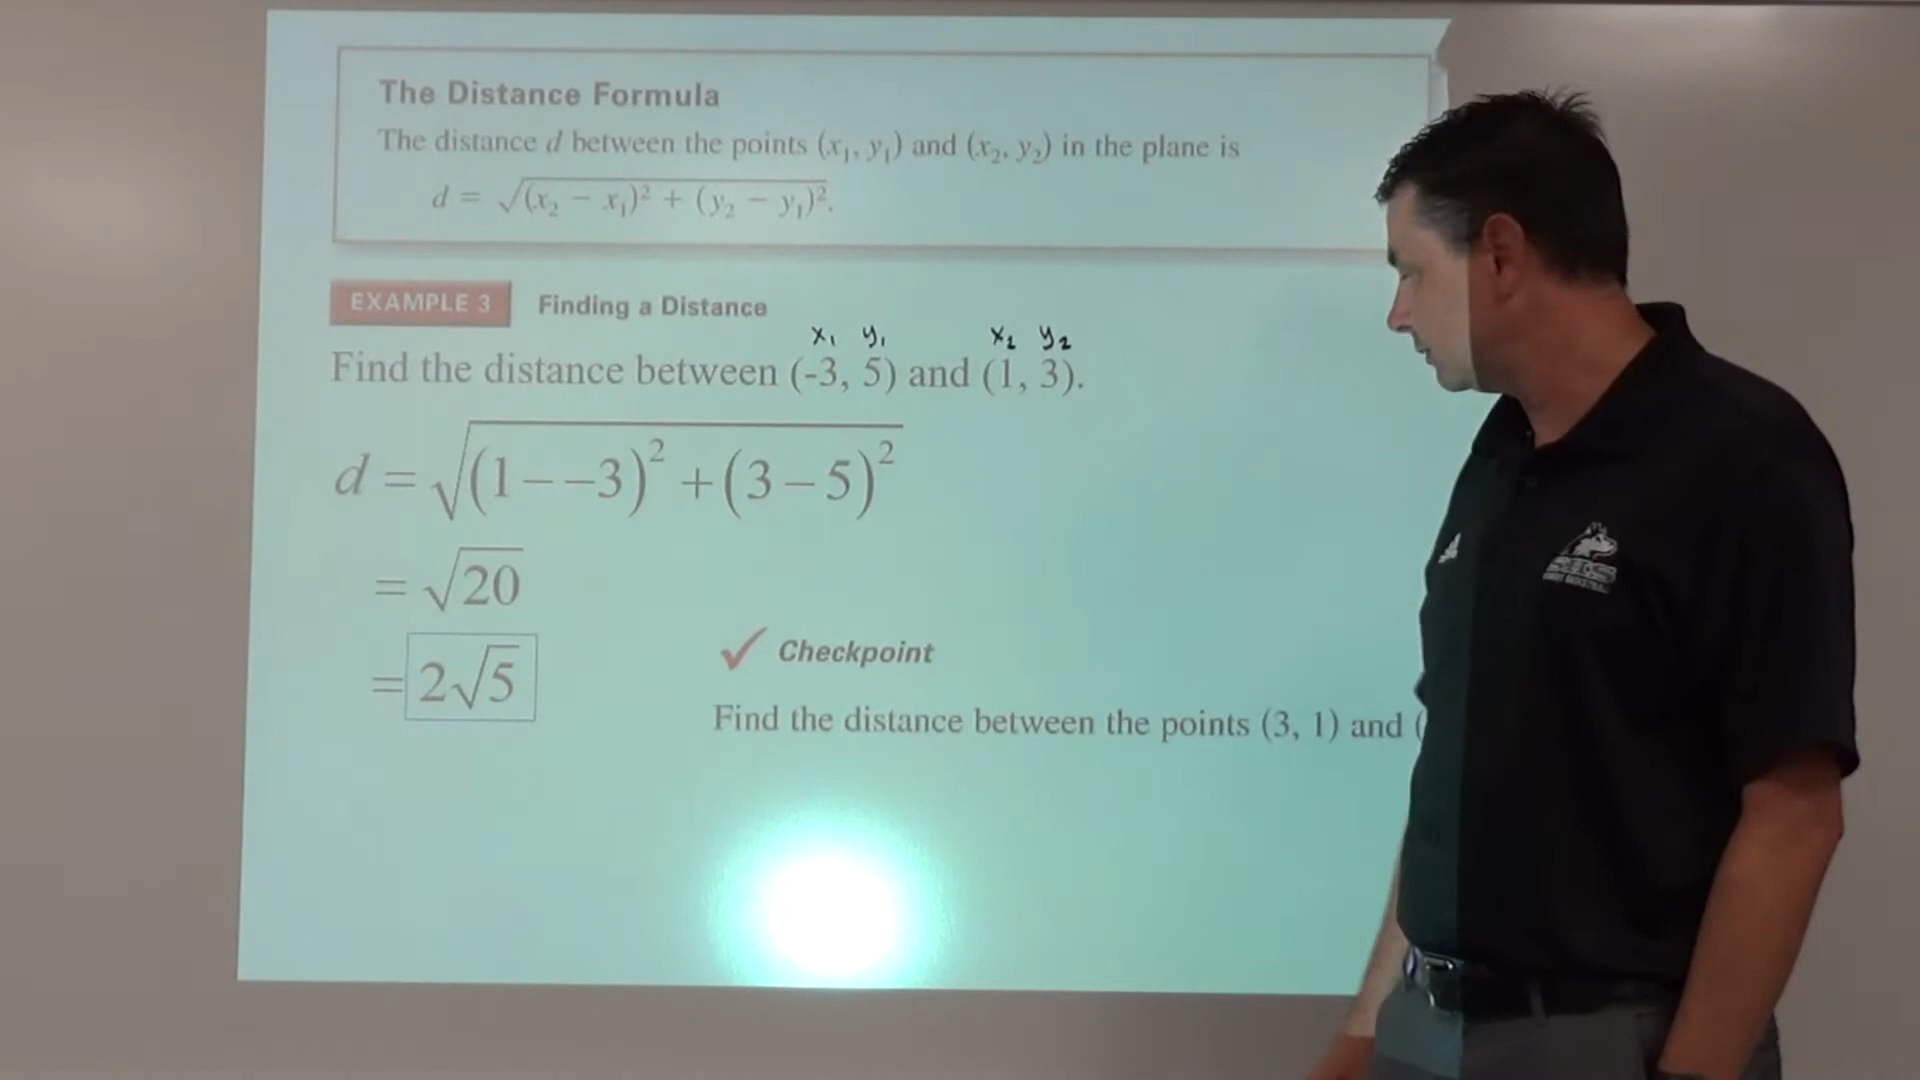 The Distance Formula
The distance d between the points (x₁, y₁) and (x₂, y₂) in the plane is
d = √(x₂ − x₁)² + (y₂ − y₁)².
EXAMPLE 3 Finding a Distance
x₁ y₁ x₂ y₂
Find the distance between (-3, 5) and (1, 3).
d = √(1−−3)² + (3−5)²
= √20
= 2√5
✓ Checkpoint
Find the distance between the points (3, 1) and (